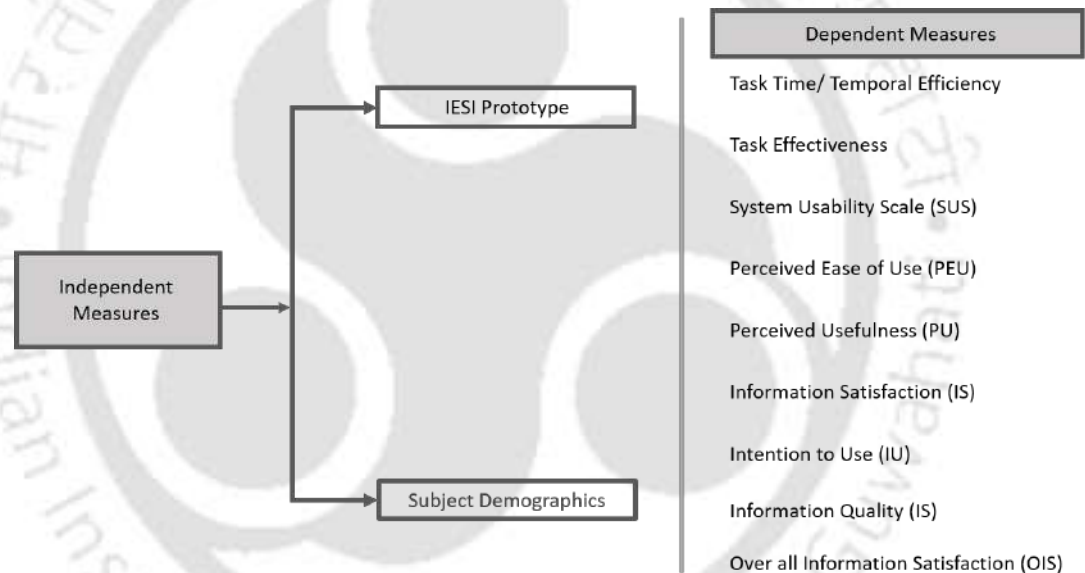 Dependent Measures
Task Time/ Temporal Efficiency
IESI Prototype
Task Effectiveness
System Usability Scale (SUS)
Perceived Ease of Use (PEU)
Independent
Measures
Perceived Usefulness (PU)
Information Satisfaction (IS)
Intention to Use (IU)
Subject Demographics
Information Quality (IS)
Over all Information Satisfaction (OIS)